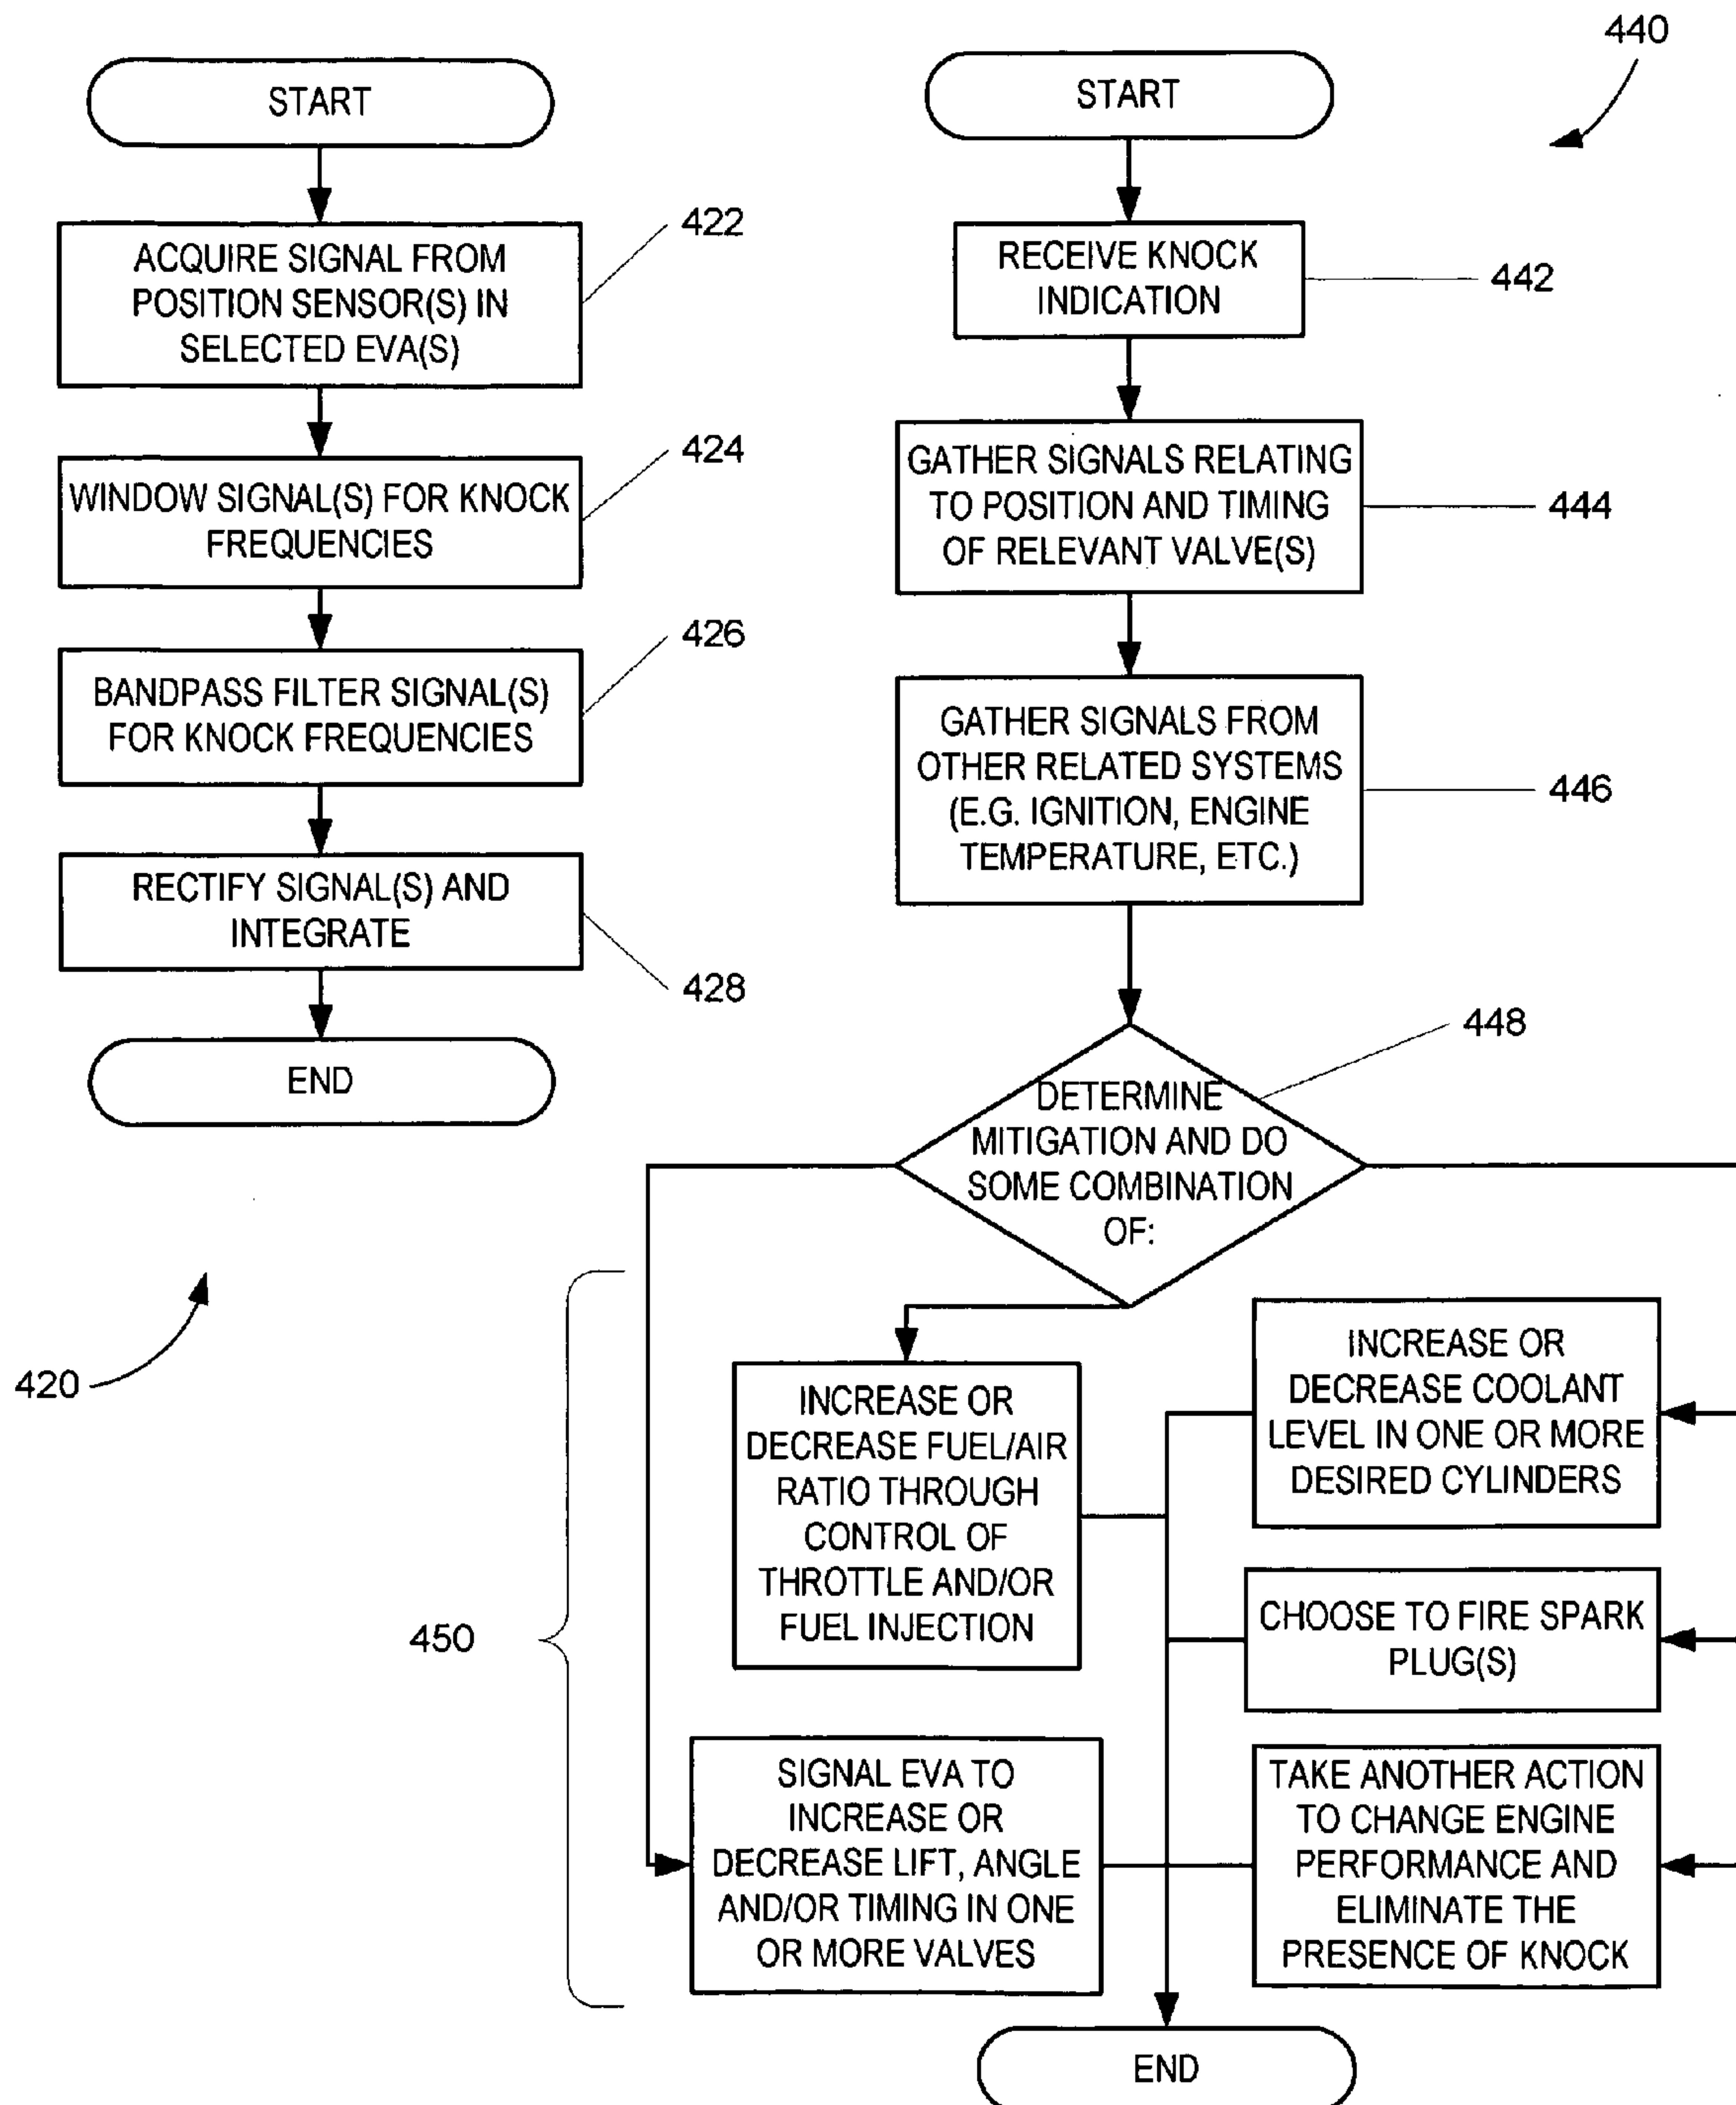 START
ACQUIRE SIGNAL FROM
POSITION SENSOR(S) IN
SELECTED EVA(S)
422
WINDOW SIGNAL(S) FOR KNOCK
FREQUENCIES
424
BANDPASS FILTER SIGNAL(S)
FOR KNOCK FREQUENCIES
426
RECTIFY SIGNAL(S) AND
INTEGRATE
428
END
420
440
START
RECEIVE KNOCK
INDICATION
442
GATHER SIGNALS RELATING
TO POSITION AND TIMING
OF RELEVANT VALVE(S)
444
GATHER SIGNALS FROM
OTHER RELATED SYSTEMS
(E.G. IGNITION, ENGINE
TEMPERATURE, ETC.)
446
DETERMINE
MITIGATION AND DO
SOME COMBINATION
OF:
448
450
INCREASE OR
DECREASE FUEL/AIR
RATIO THROUGH
CONTROL OF
THROTTLE AND/OR
FUEL INJECTION
INCREASE OR
DECREASE COOLANT
LEVEL IN ONE OR MORE
DESIRED CYLINDERS
CHOOSE TO FIRE SPARK
PLUG(S)
SIGNAL EVA TO
INCREASE OR
DECREASE LIFT, ANGLE
AND/OR TIMING IN ONE
OR MORE VALVES
TAKE ANOTHER ACTION
TO CHANGE ENGINE
PERFORMANCE AND
ELIMINATE THE
PRESENCE OF KNOCK
END